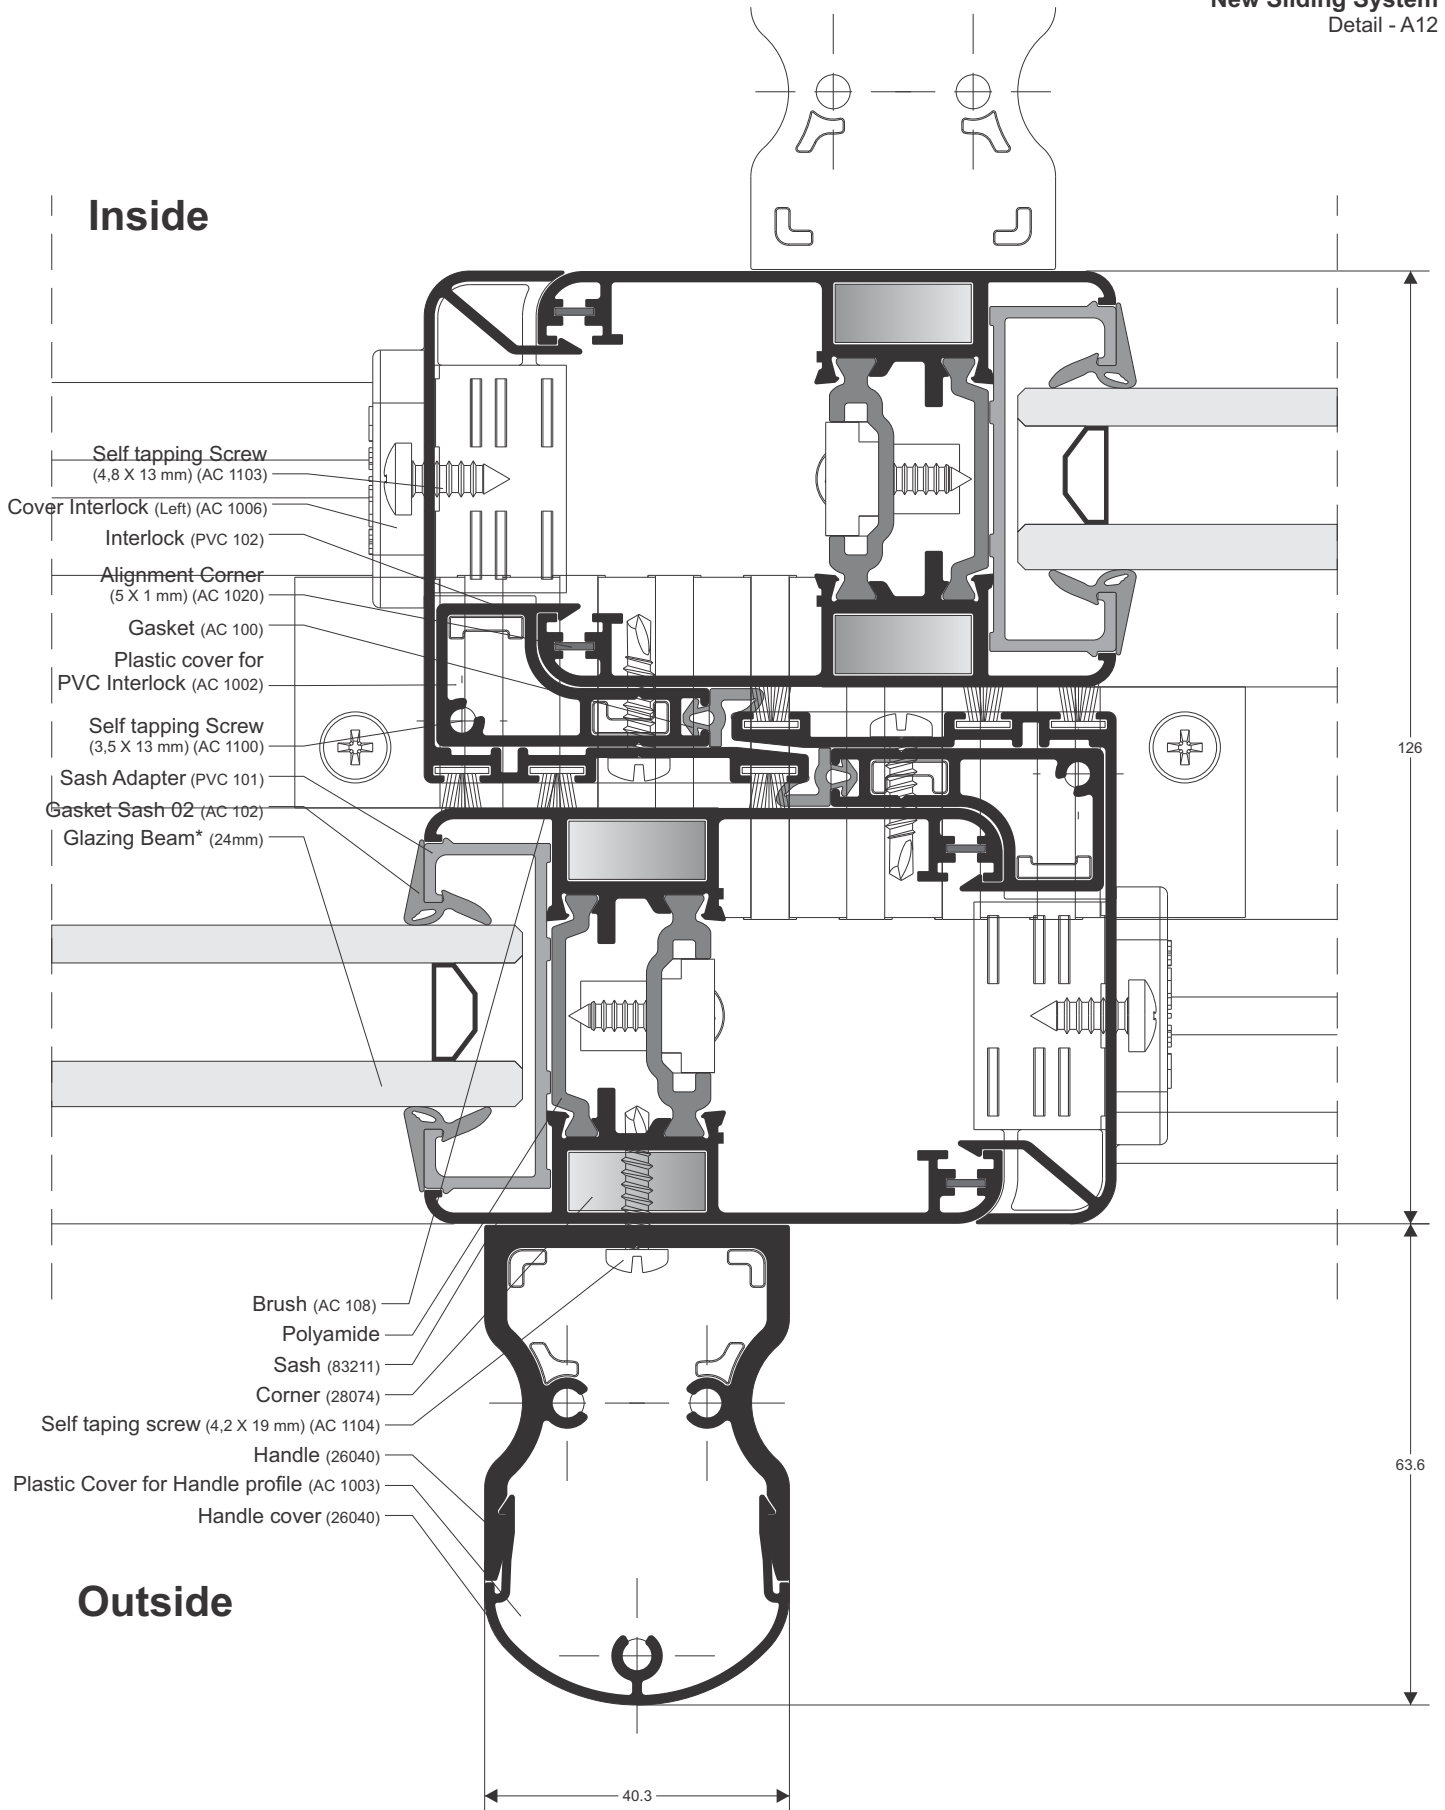 New Sliding System
Detail - A12
Inside
Self tapping Screw
(4,8 X 13 mm) (AC 1103)
Cover Interlock (Left) (AC 1006)
Interlock (PVC 102)
Alignment Corner
(5 X 1 mm) (AC 1020)
Gasket (AC 100)
Plastic cover for
PVC Interlock (AC 1002)
Self tapping Screw
(3,5 X 13 mm) (AC 1100)
Sash Adapter (PVC 101)
Gasket Sash 02 (AC 102)
Glazing Beam* (24mm)
126
Brush (AC 108)
Polyamide
Sash (83211)
Corner (28074)
Self taping screw (4,2 X 19 mm) (AC 1104)
Handle (26040)
Plastic Cover for Handle profile (AC 1003)
Handle cover (26040)
63.6
Outside
40.3